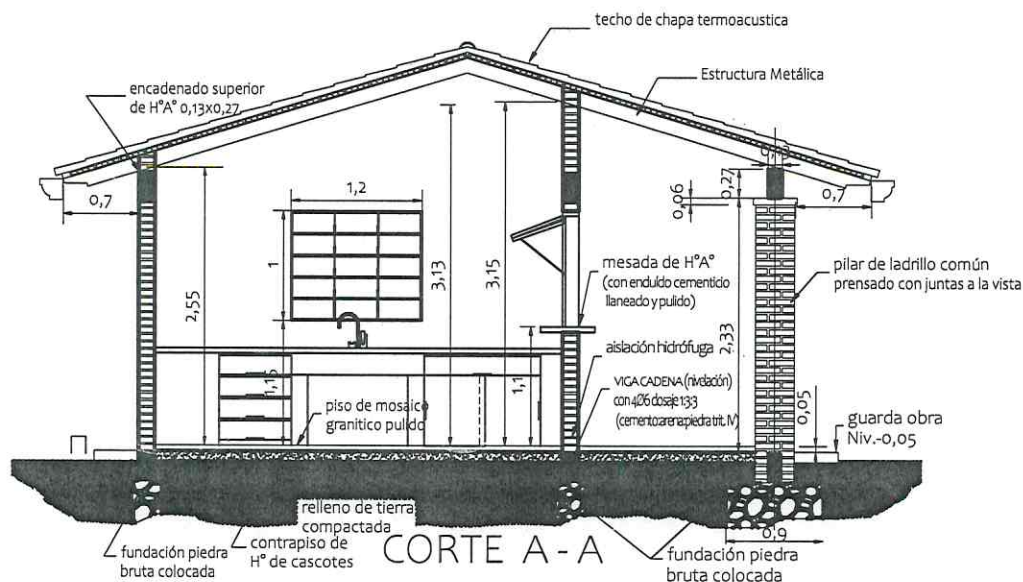 techo de chapa termoacustica
Estructura Metálica
encadenado superior
de H°A° 0,13x0,27
0,27
0,06
0,7
0,7
1,2
1
2,55
3,13
3,15
1,15
1,1
2,33
0,05
mesada de H°A°
(con enduído cementicio
llaneado y pulido)
pilar de ladrillo común
prensado con juntas a la vista
aislación hidrófuga
VIGA CADENA (nivelación)
con 4Ø6 dosaje 1:3:3
(cemento:arena:piedra trit. IV)
piso de mosaico
granitico pulido
guarda obra
Niv.-0,05
relleno de tierra
compactada
0,9
fundación piedra
bruta colocada
contrapiso de
H° de cascotes
CORTE A-A
fundación piedra
bruta colocada